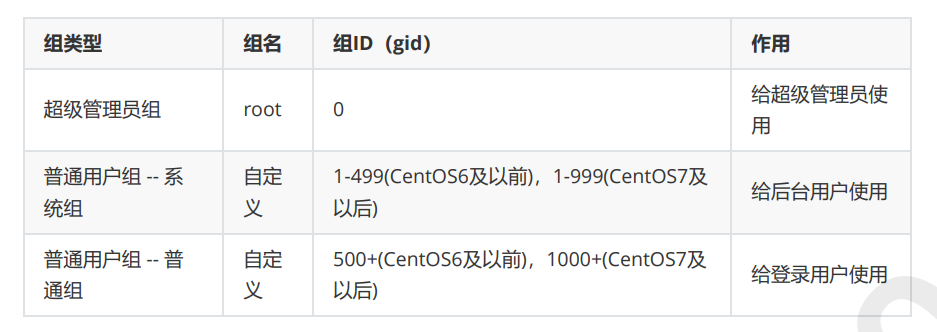 组类型 组名 组ID（gid） 作用
超级管理员组 root 0 给超级管理员使
用
普通用户组 -- 系 自定 1-499(CentOS6及以前)，1-999(CentOS7及 给后台用户使用
统组 义 以后)
普通用户组 -- 普 自定 500+(CentOS6及以前)，1000+(CentOS7及 给登录用户使用
通组 义 以后)